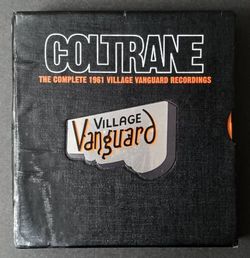 COLTRANE
THE COMPLETE 1961 VILLAGE VANGUARD RECORDINGS
VILLAGE
Vanguard